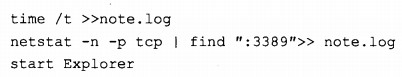 time /t >>note.log
netstat -n -p tcp | find ":3389">> note.log
start Explorer